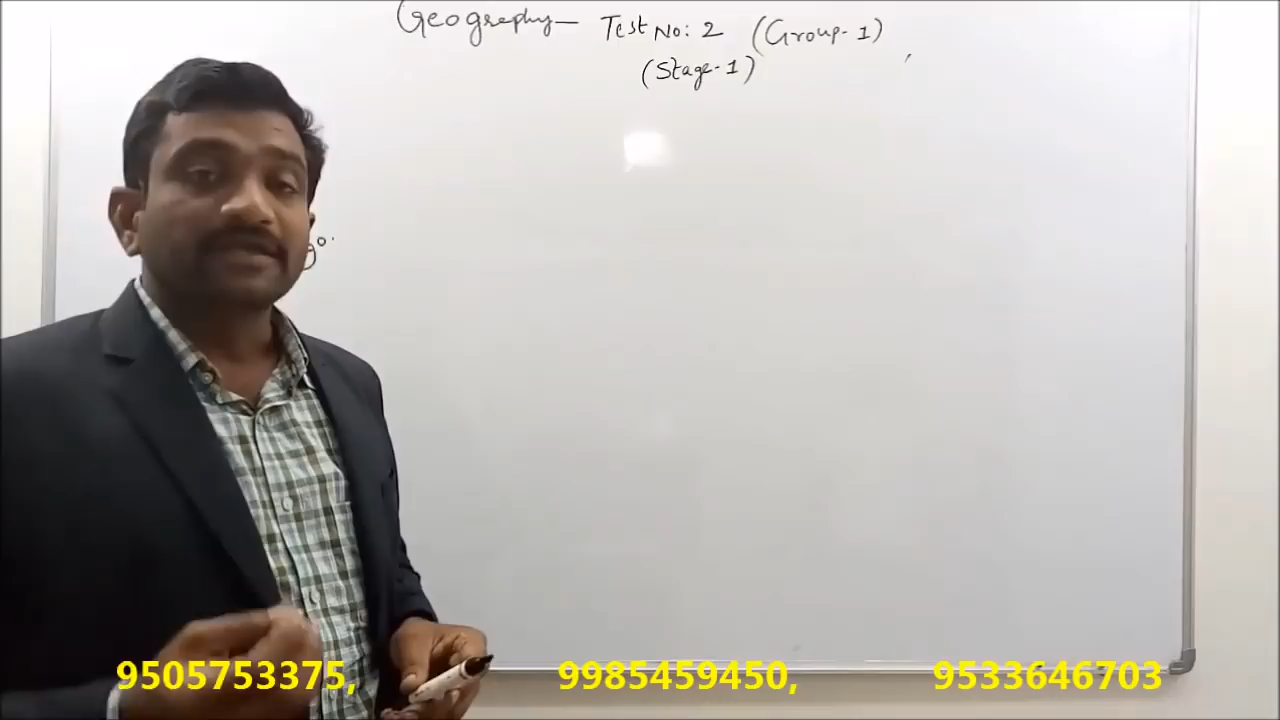 Geography— Test No: 2 (Group-1)
(Stage-1)
9505753375, 9985459450, 9533646703